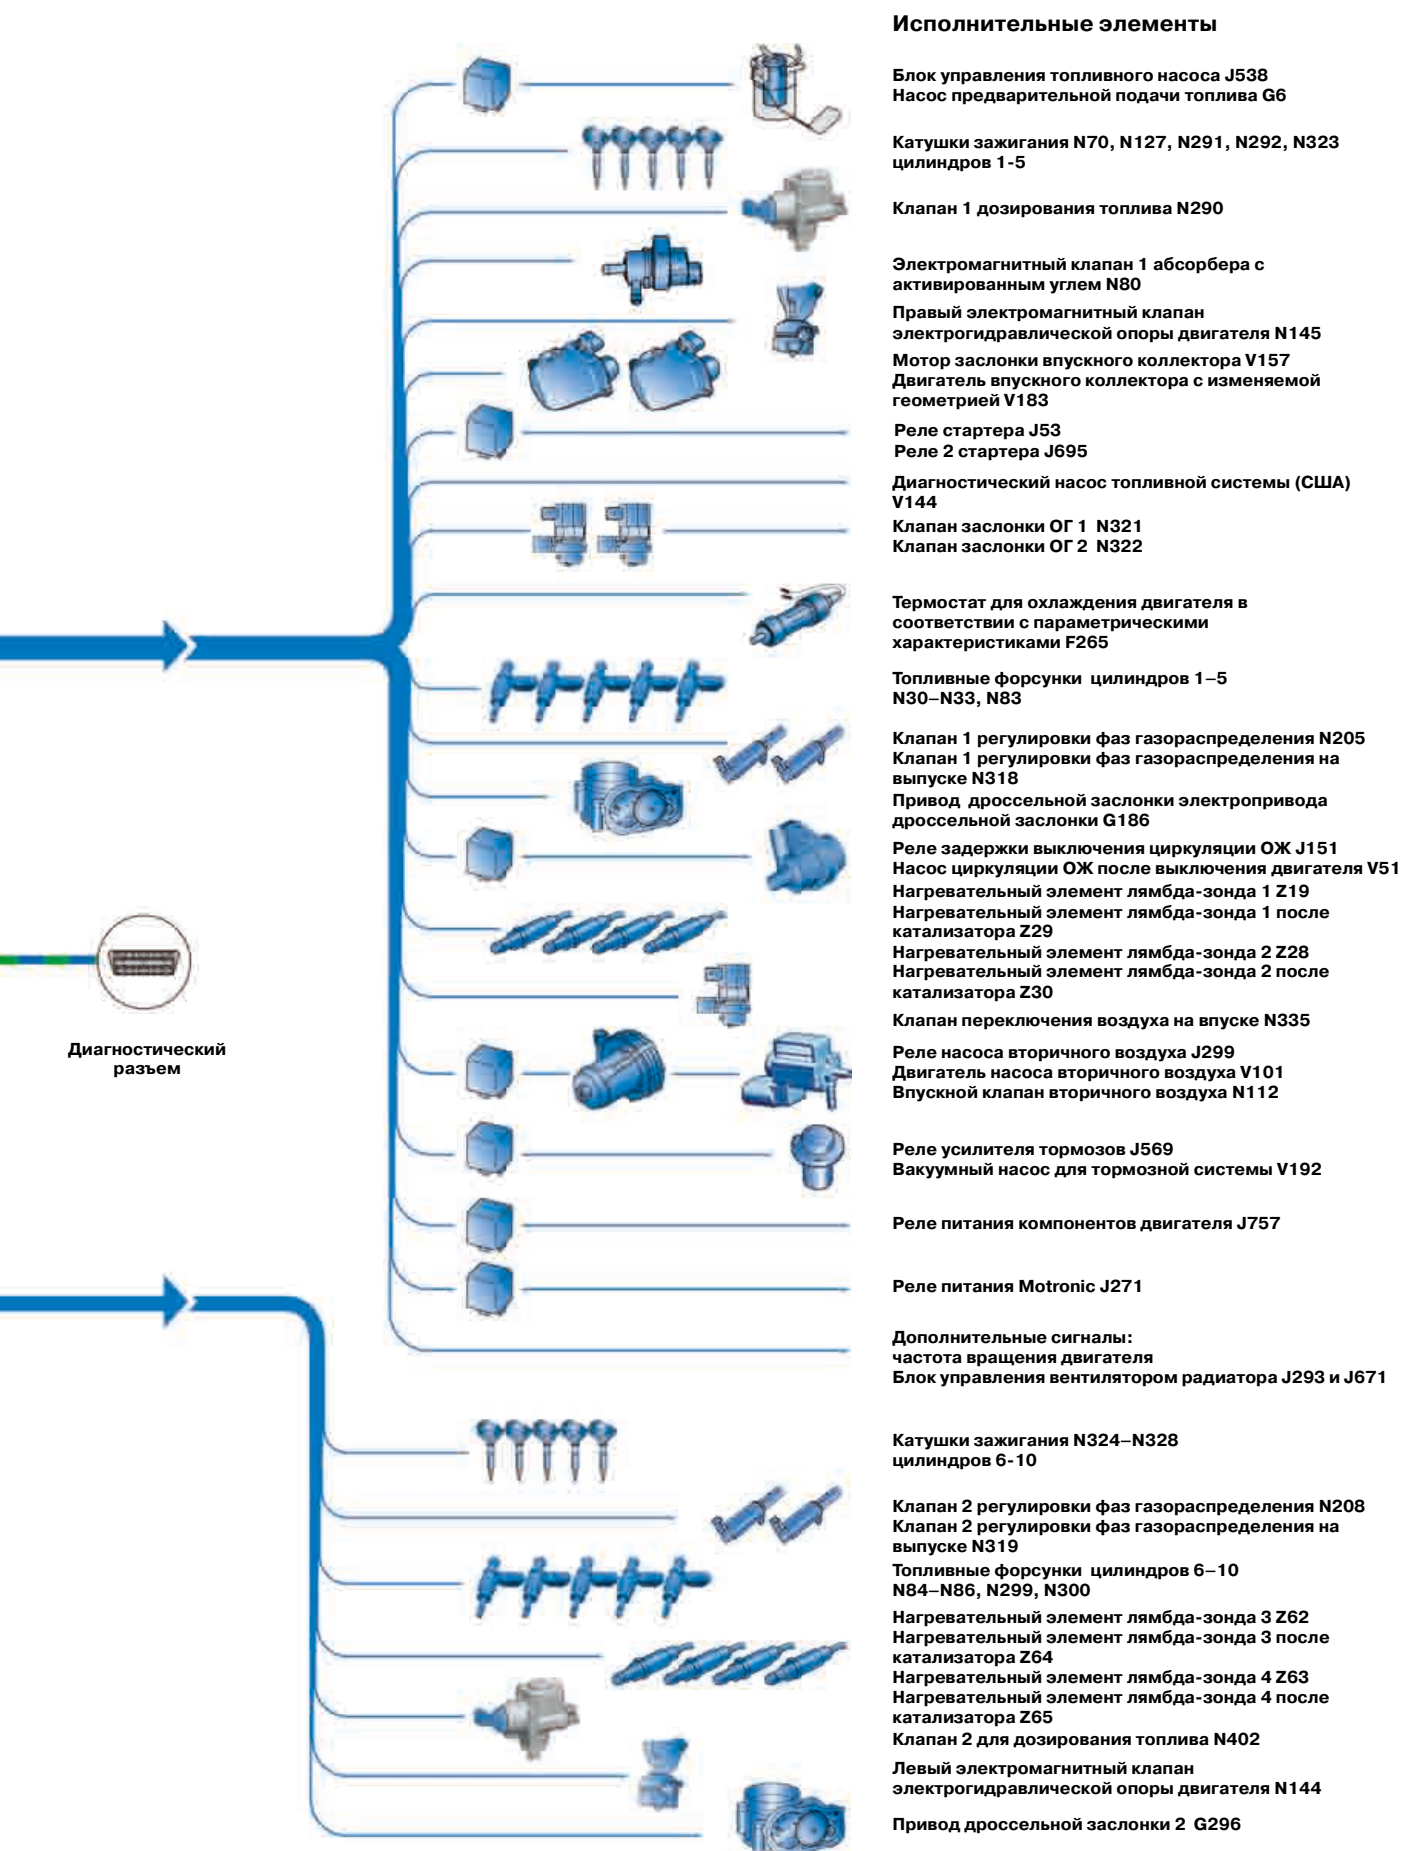 Исполнительные элементы
Блок управления топливного насоса J538
Насос предварительной подачи топлива G6
Катушки зажигания N70, N127, N291, N292, N323
цилиндров 1-5
Клапан 1 дозирования топлива N290
Электромагнитный клапан 1 абсорбера с
активированным углем N80
Правый электромагнитный клапан
электрогидравлической опоры двигателя N145
Мотор заслонки впускного коллектора V157
Двигатель впускного коллектора с изменяемой
геометрией V183
Реле стартера J53
Реле 2 стартера J695
Диагностический насос топливной системы (США)
V144
Клапан заслонки ОГ 1 N321
Клапан заслонки ОГ 2 N322
Термостат для охлаждения двигателя в
соответствии с параметрическими
характеристиками F265
Топливные форсунки цилиндров 1–5
N30–N33, N83
Клапан 1 регулировки фаз газораспределения N205
Клапан 1 регулировки фаз газораспределения на
выпуске N318
Привод дроссельной заслонки электропривода
дроссельной заслонки G186
Реле задержки выключения циркуляции ОЖ J151
Насос циркуляции ОЖ после выключения двигателя V51
Нагревательный элемент лямбда-зонда 1 Z19
Нагревательный элемент лямбда-зонда 1 после
катализатора Z29
Нагревательный элемент лямбда-зонда 2 Z28
Нагревательный элемент лямбда-зонда 2 после
катализатора Z30
Клапан переключения воздуха на впуске N335
Диагностический
разъем
Реле насоса вторичного воздуха J299
Двигатель насоса вторичного воздуха V101
Впускной клапан вторичного воздуха N112
Реле усилителя тормозов J569
Вакуумный насос для тормозной системы V192
Реле питания компонентов двигателя J757
Реле питания Motronic J271
Дополнительные сигналы:
частота вращения двигателя
Блок управления вентилятором радиатора J293 и J671
Катушки зажигания N324–N328
цилиндров 6-10
Клапан 2 регулировки фаз газораспределения N208
Клапан 2 регулировки фаз газораспределения на
выпуске N319
Топливные форсунки цилиндров 6–10
N84–N86, N299, N300
Нагревательный элемент лямбда-зонда 3 Z62
Нагревательный элемент лямбда-зонда 3 после
катализатора Z64
Нагревательный элемент лямбда-зонда 4 Z63
Нагревательный элемент лямбда-зонда 4 после
катализатора Z65
Клапан 2 для дозирования топлива N402
Левый электромагнитный клапан
электрогидравлической опоры двигателя N144
Привод дроссельной заслонки 2 G296